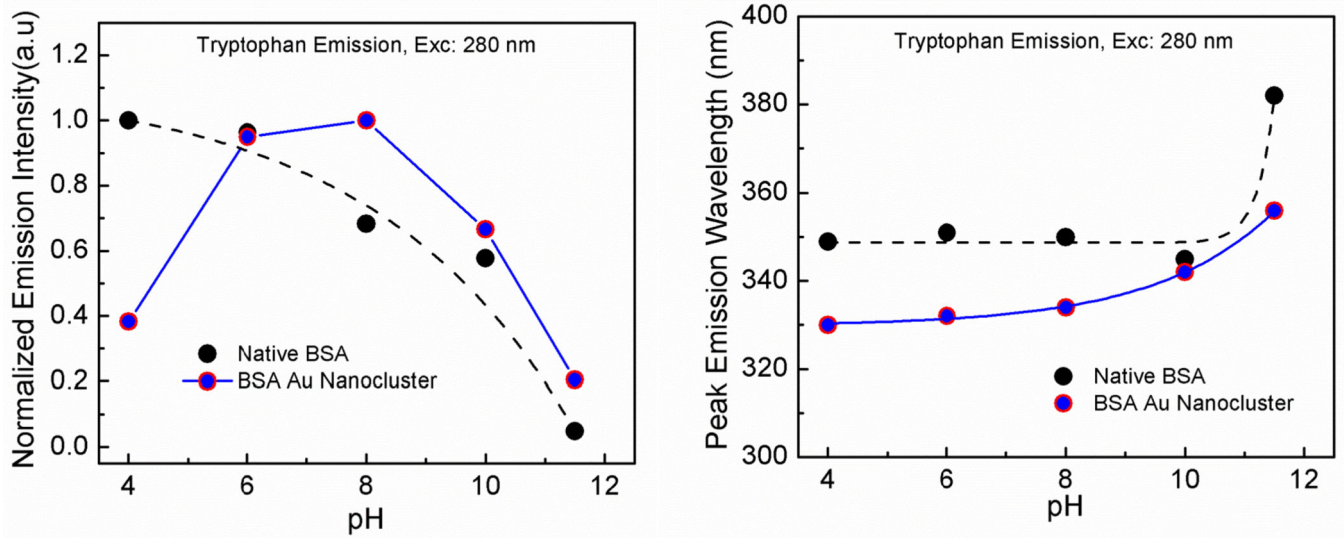 Tryptophan Emission, Exc: 280 nm
Normalized Emission Intensity(a.u)
1.2
1.0
0.8
0.6
0.4
0.2
0.0
Native BSA
BSA Au Nanocluster
4 6 8 10 12
pH
Tryptophan Emission, Exc: 280 nm
Peak Emission Wavelength (nm)
400
380
360
340
320
300
Native BSA
BSA Au Nanocluster
4 6 8 10 12
pH